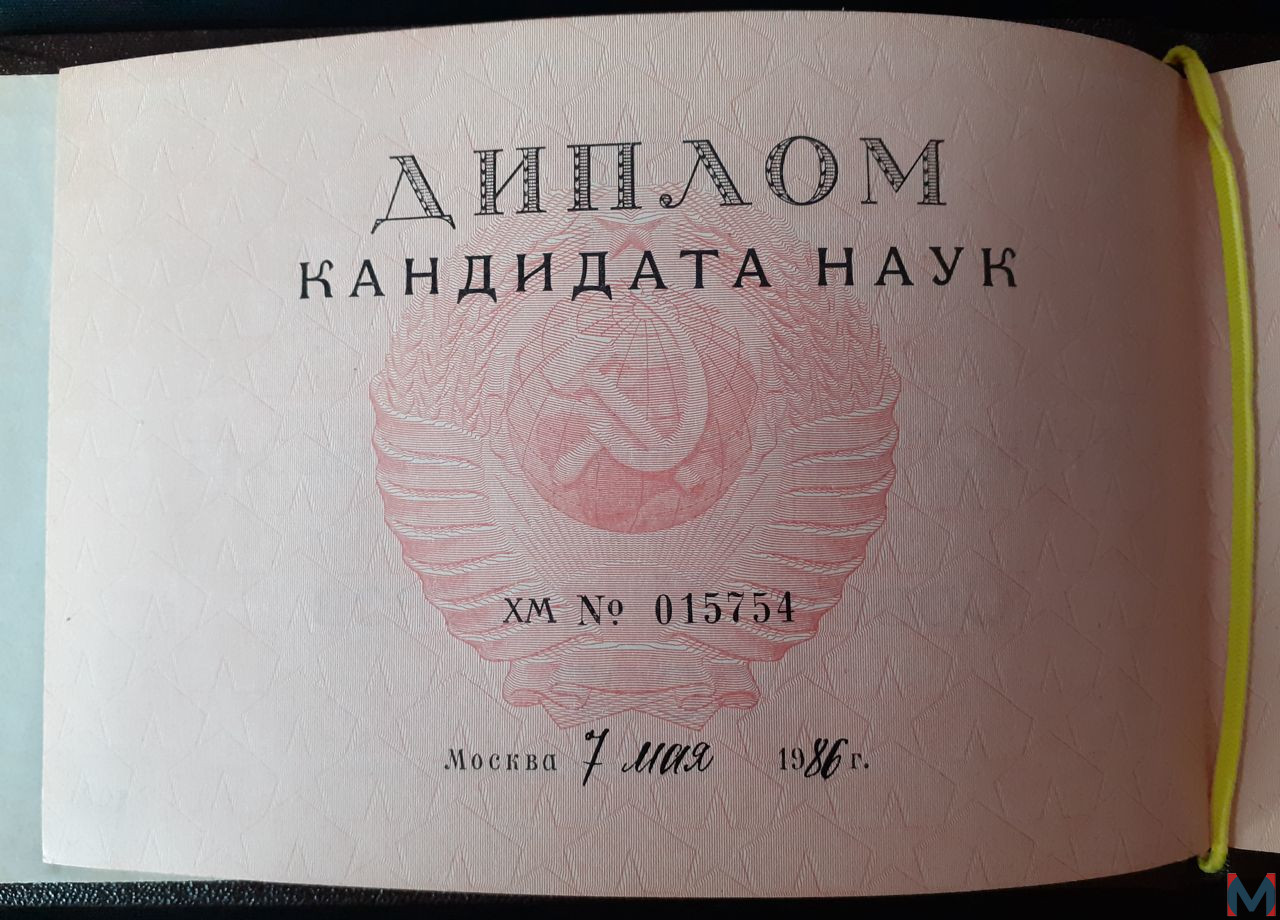 ДИПЛОМ
КАНДИДАТА НАУК
ХМ № 015754
Москва 7 мая 1986 г.
М